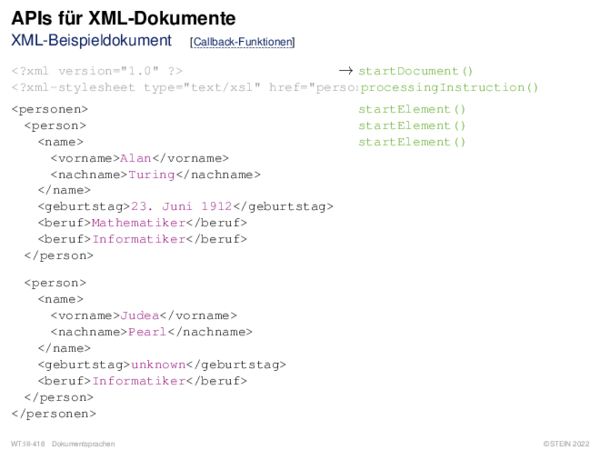 APIs für XML-Dokumente
XML-Beispieldokument [Callback-Funktionen]
<?xml version="1.0" ?> → startDocument()
<?xml-stylesheet type="text/xsl" href="perso processingInstruction()
<personen> startElement()
<person> startElement()
<name> startElement()
<vorname>Alan</vorname>
<nachname>Turing</nachname>
</name>
<geburtstag>23. Juni 1912</geburtstag>
<beruf>Mathematiker</beruf>
<beruf>Informatiker</beruf>
</person>
<person>
<name>
<vorname>Judea</vorname>
<nachname>Pearl</nachname>
</name>
<geburtstag>unknown</geburtstag>
<beruf>Informatiker</beruf>
</person>
</personen>
WT:III-418 Dokumentsprachen ©STEIN 2022